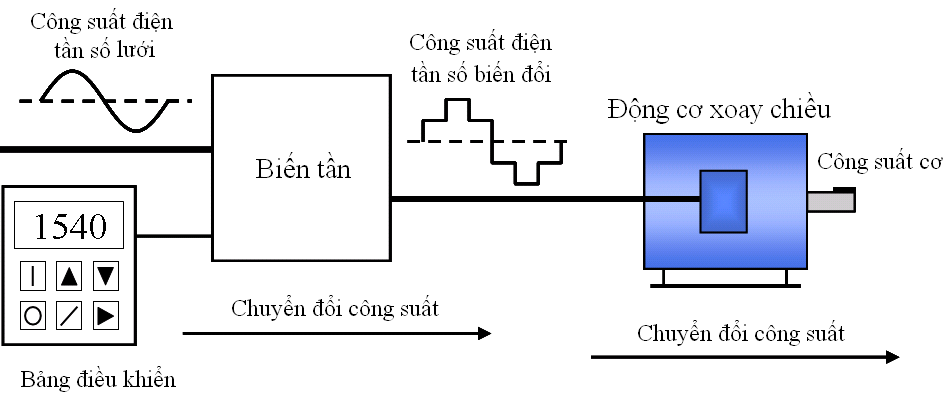 Công suất điện
tần số lưới
Công suất điện
tần số biến đổi
Động cơ xoay chiều
Biến tần
Công suất cơ
1540
Chuyển đổi công suất
Chuyển đổi công suất
Bảng điều khiển